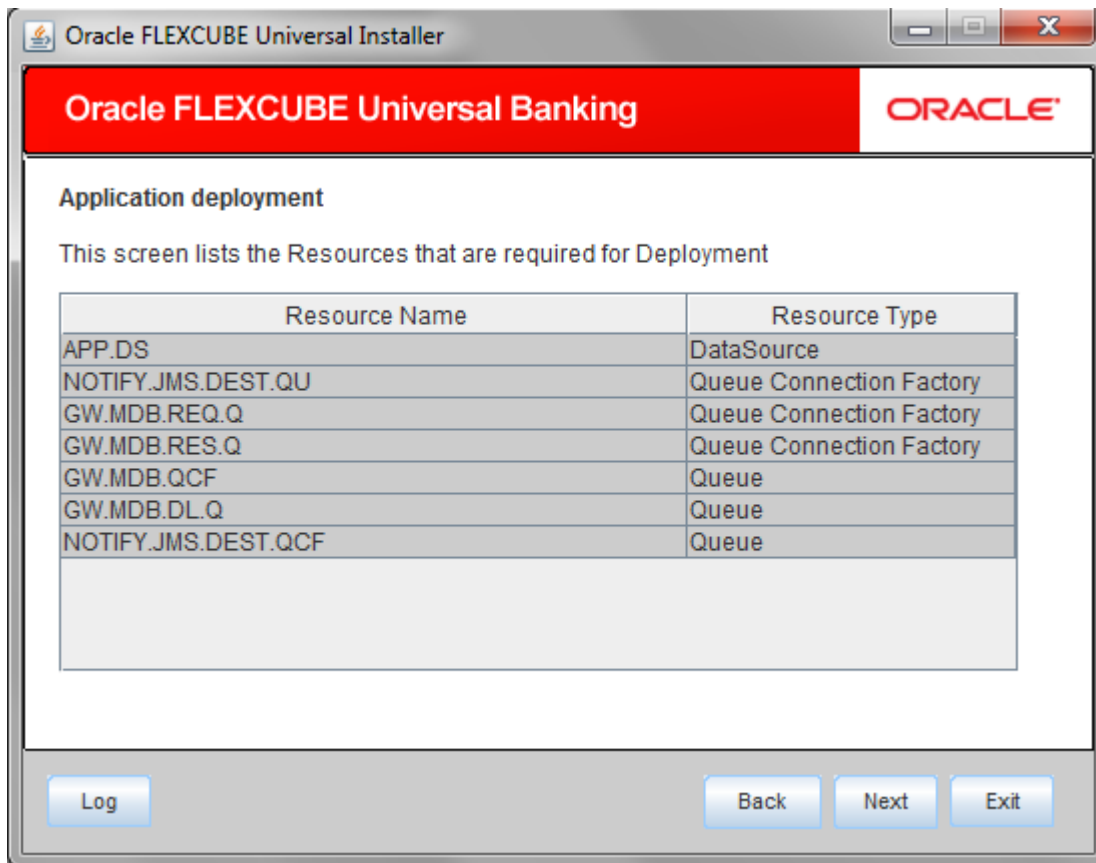 Oracle FLEXCUBE Universal Installer
Oracle FLEXCUBE Universal Banking
ORACLE
Application deployment
This screen lists the Resources that are required for Deployment
Resource Name Resource Type
APP.DS DataSource
NOTIFY.JMS.DEST.QU Queue Connection Factory
GW.MDB.REQ.Q Queue Connection Factory
GW.MDB.RES.Q Queue Connection Factory
GW.MDB.QCF Queue
GW.MDB.DL.Q Queue
NOTIFY.JMS.DEST.QCF Queue
Log Back Next Exit